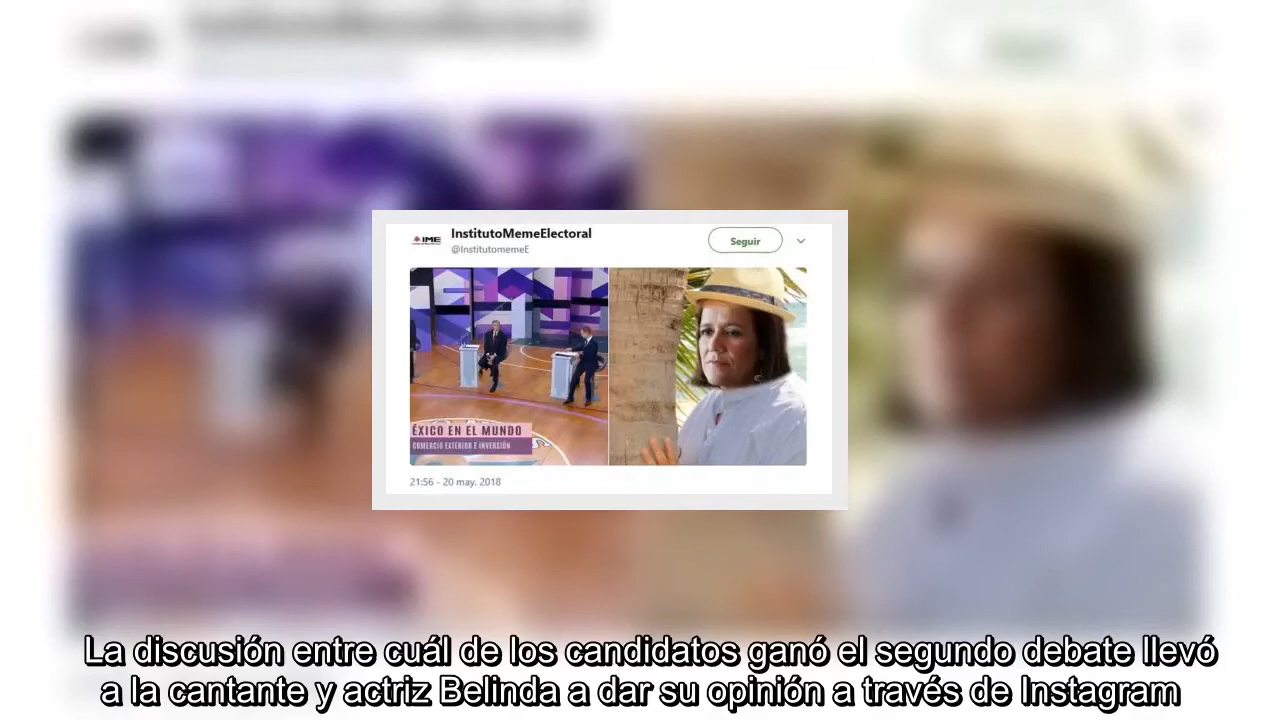 InstitutoMemeElectoral
IME
@InstitutomemeE
Seguir
ÉXICO EN EL MUNDO
COMERCIO EXTERIOR E INVERSIÓN
21:56 - 20 may. 2018
La discusión entre cuál de los candidatos ganó el segundo debate llevó
a la cantante y actriz Belinda a dar su opinión a través de Instagram